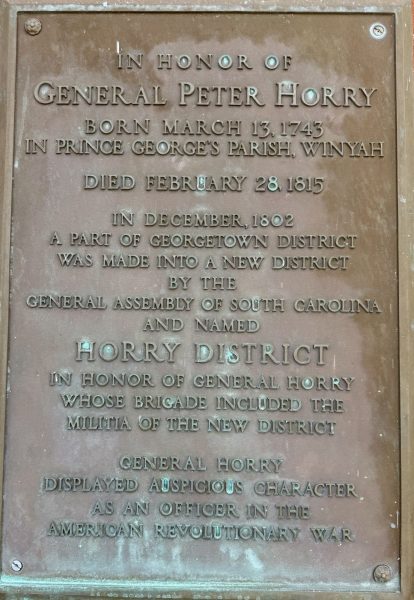 IN HONOR OF
GENERAL PETER HORRY
BORN MARCH 13, 1743
IN PRINCE GEORGE'S PARISH, WINYAH
DIED FEBRUARY 28, 1815
IN DECEMBER, 1802
A PART OF GEORGETOWN DISTRICT
WAS MADE INTO A NEW DISTRICT
BY THE
GENERAL ASSEMBLY OF SOUTH CAROLINA
AND NAMED
HORRY DISTRICT
IN HONOR OF GENERAL HORRY
WHOSE BRIGADE INCLUDED THE
MILITIA OF THE NEW DISTRICT
GENERAL HORRY
DISPLAYED AUSPICIOUS CHARACTER
AS AN OFFICER IN THE
AMERICAN REVOLUTIONARY WAR